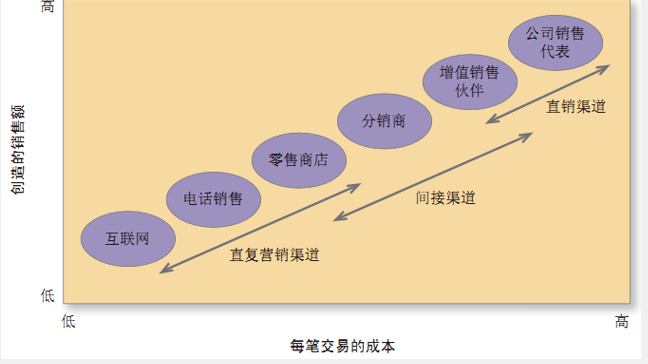 高
公司销售
代表
增值销售
伙伴
直销渠道
分销商
创造的销售额
零售商店
间接渠道
电话销售
互联网
直复营销渠道
低
低
高
每笔交易的成本